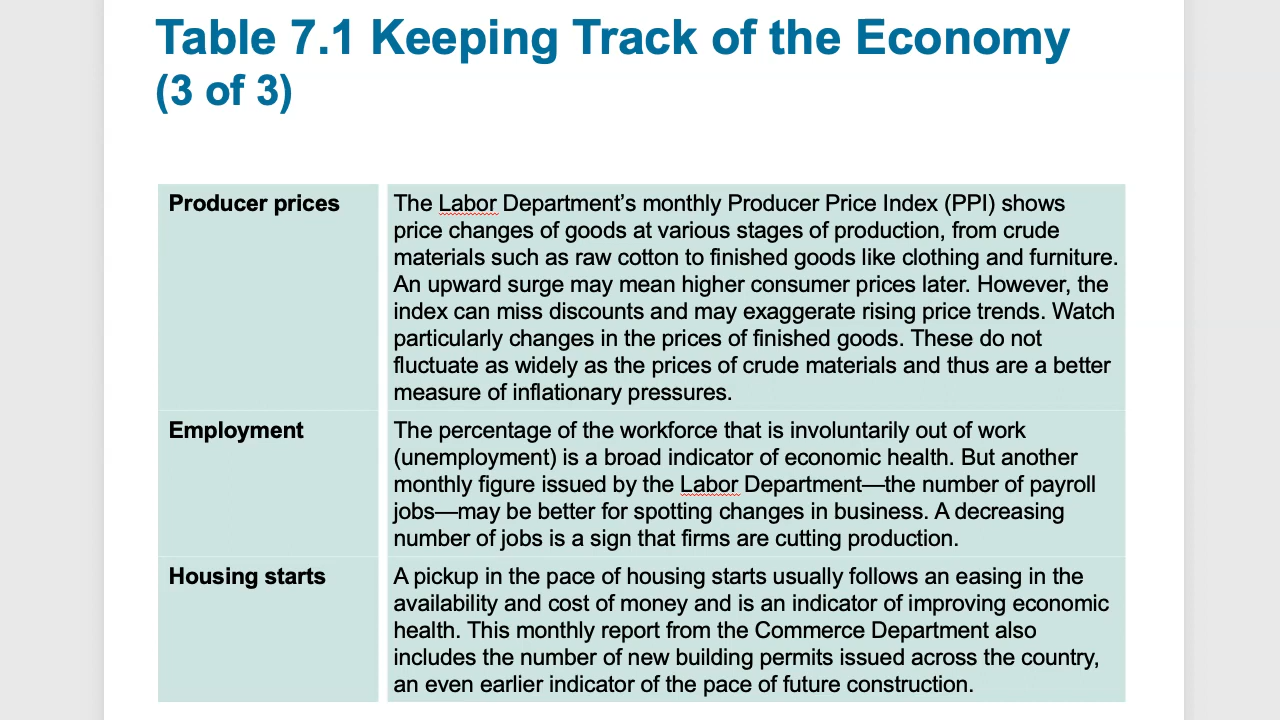 Table 7.1 Keeping Track of the Economy
(3 of 3)
Producer prices
The Labor Department’s monthly Producer Price Index (PPI) shows
price changes of goods at various stages of production, from crude
materials such as raw cotton to finished goods like clothing and furniture.
An upward surge may mean higher consumer prices later. However, the
index can miss discounts and may exaggerate rising price trends. Watch
particularly changes in the prices of finished goods. These do not
fluctuate as widely as the prices of crude materials and thus are a better
measure of inflationary pressures.
Employment
The percentage of the workforce that is involuntarily out of work
(unemployment) is a broad indicator of economic health. But another
monthly figure issued by the Labor Department—the number of payroll
jobs—may be better for spotting changes in business. A decreasing
number of jobs is a sign that firms are cutting production.
Housing starts
A pickup in the pace of housing starts usually follows an easing in the
availability and cost of money and is an indicator of improving economic
health. This monthly report from the Commerce Department also
includes the number of new building permits issued across the country,
an even earlier indicator of the pace of future construction.